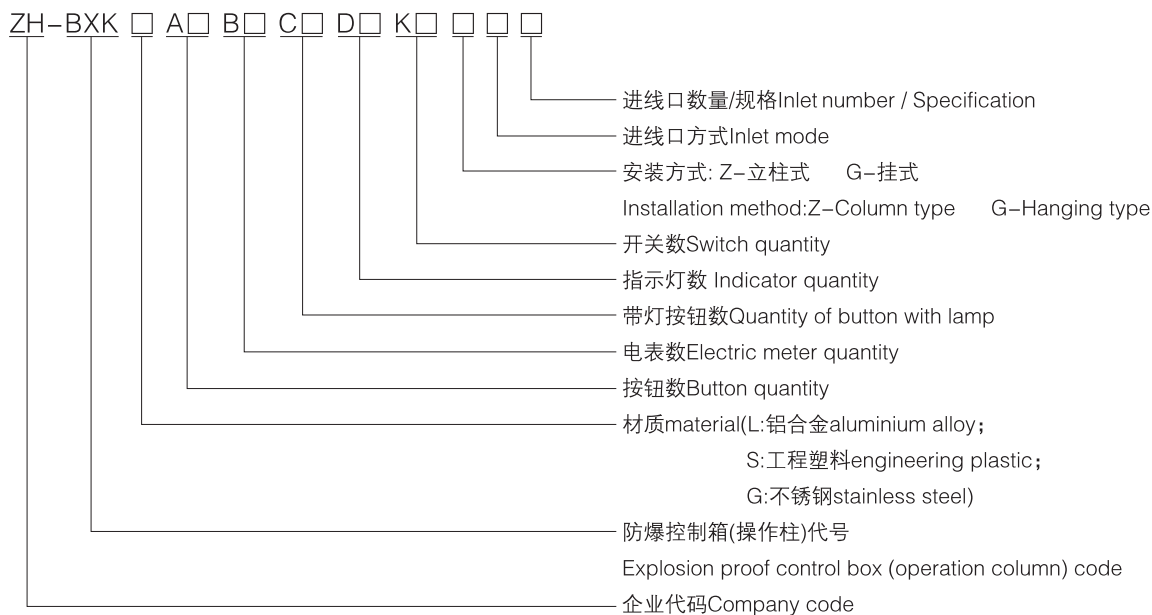 ZH-BXK □ A□ B□ C□ D□ K□ □ □ □
进线口数量/规格Inlet number / Specification
进线口方式Inlet mode
安装方式: Z-立柱式 G-挂式
Installation method:Z-Column type G-Hanging type
开关数Switch quantity
指示灯数 Indicator quantity
带灯按钮数Quantity of button with lamp
电表数Electric meter quantity
按钮数Button quantity
材质material(L:铝合金aluminium alloy;
S:工程塑料engineering plastic;
G:不锈钢stainless steel)
防爆控制箱(操作柱)代号
Explosion proof control box (operation column) code
企业代码Company code